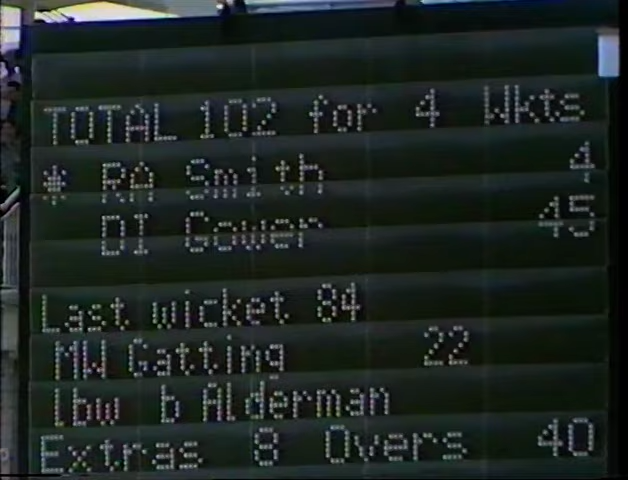 TOTAL 102 for 4 Wkts
* RA Smith 4
DI Gower 45
Last wicket 84
MW Gatting 22
lbw b Alderman
Extras 8 Overs 40